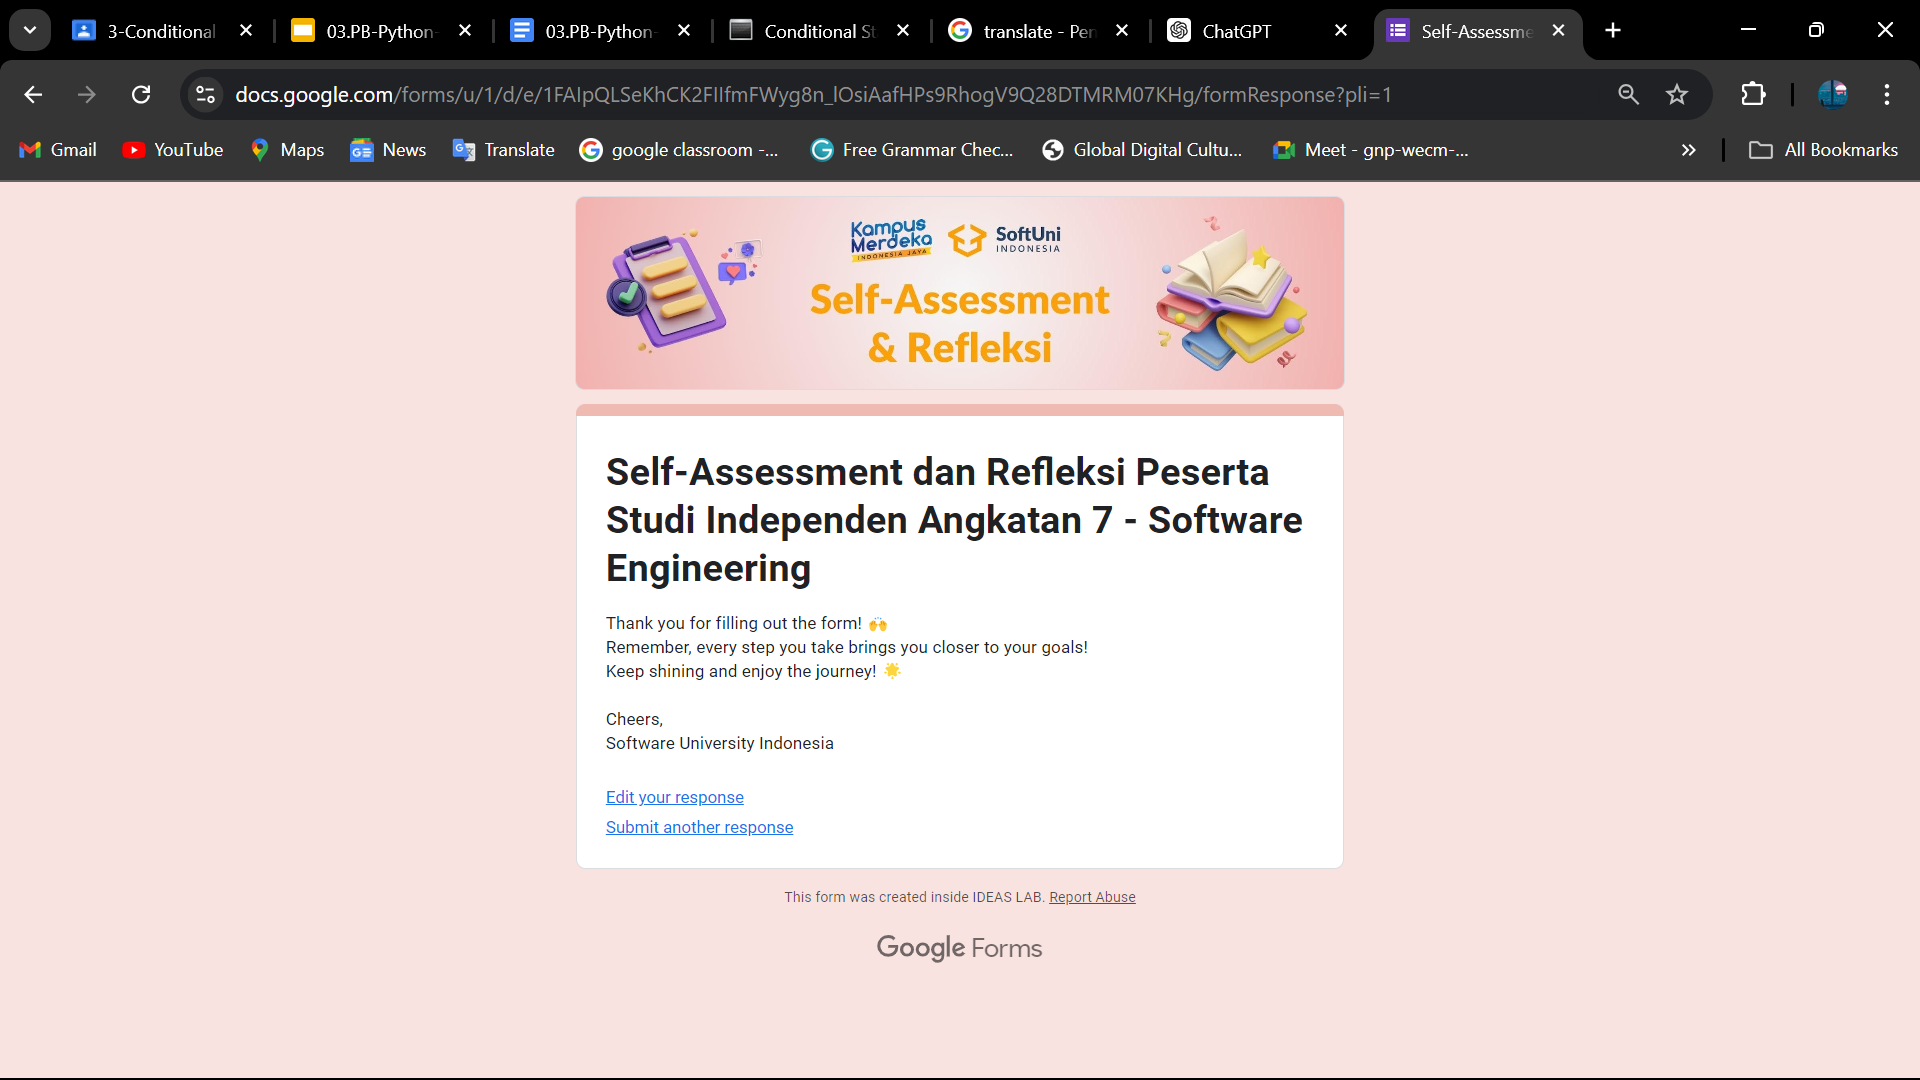 3-Conditional
03.PB-Python-
03.PB-Python-
Conditional St
translate - Pen
ChatGPT
Self-Assessme
docs.google.com/forms/u/1/d/e/1FAIpQLSeKhCK2FIIfmFWyg8n_lOsiAafHPs9RhogV9Q28DTMRM07KHg/formResponse?pli=1
Gmail
YouTube
Maps
News
Translate
google classroom -...
Free Grammar Chec...
Global Digital Cultu...
Meet - gnp-wecm-...
All Bookmarks
Kampus
Merdeka
INDONESIA JAYA
SoftUni
INDONESIA
Self-Assessment
& Refleksi
Self-Assessment dan Refleksi Peserta
Studi Independen Angkatan 7 - Software
Engineering
Thank you for filling out the form! 🙌
Remember, every step you take brings you closer to your goals!
Keep shining and enjoy the journey! 🌟
Cheers,
Software University Indonesia
Edit your response
Submit another response
This form was created inside IDEAS LAB. Report Abuse
Google Forms